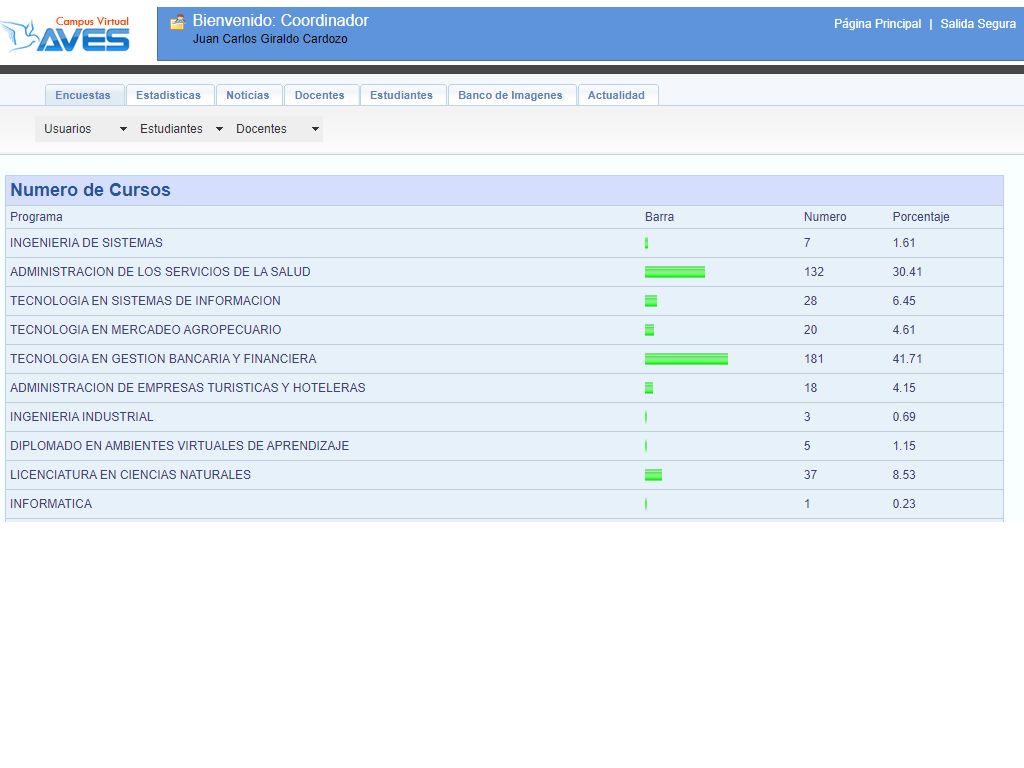 Campus Virtual
AVES
Bienvenido: Coordinador
Juan Carlos Giraldo Cardozo
Página Principal | Salida Segura
Encuestas Estadisticas Noticias Docentes Estudiantes Banco de Imagenes Actualidad
Usuarios Estudiantes Docentes
Numero de Cursos
Programa Barra Numero Porcentaje
INGENIERIA DE SISTEMAS 7 1.61
ADMINISTRACION DE LOS SERVICIOS DE LA SALUD 132 30.41
TECNOLOGIA EN SISTEMAS DE INFORMACION 28 6.45
TECNOLOGIA EN MERCADEO AGROPECUARIO 20 4.61
TECNOLOGIA EN GESTION BANCARIA Y FINANCIERA 181 41.71
ADMINISTRACION DE EMPRESAS TURISTICAS Y HOTELERAS 18 4.15
INGENIERIA INDUSTRIAL 3 0.69
DIPLOMADO EN AMBIENTES VIRTUALES DE APRENDIZAJE 5 1.15
LICENCIATURA EN CIENCIAS NATURALES 37 8.53
INFORMATICA 1 0.23